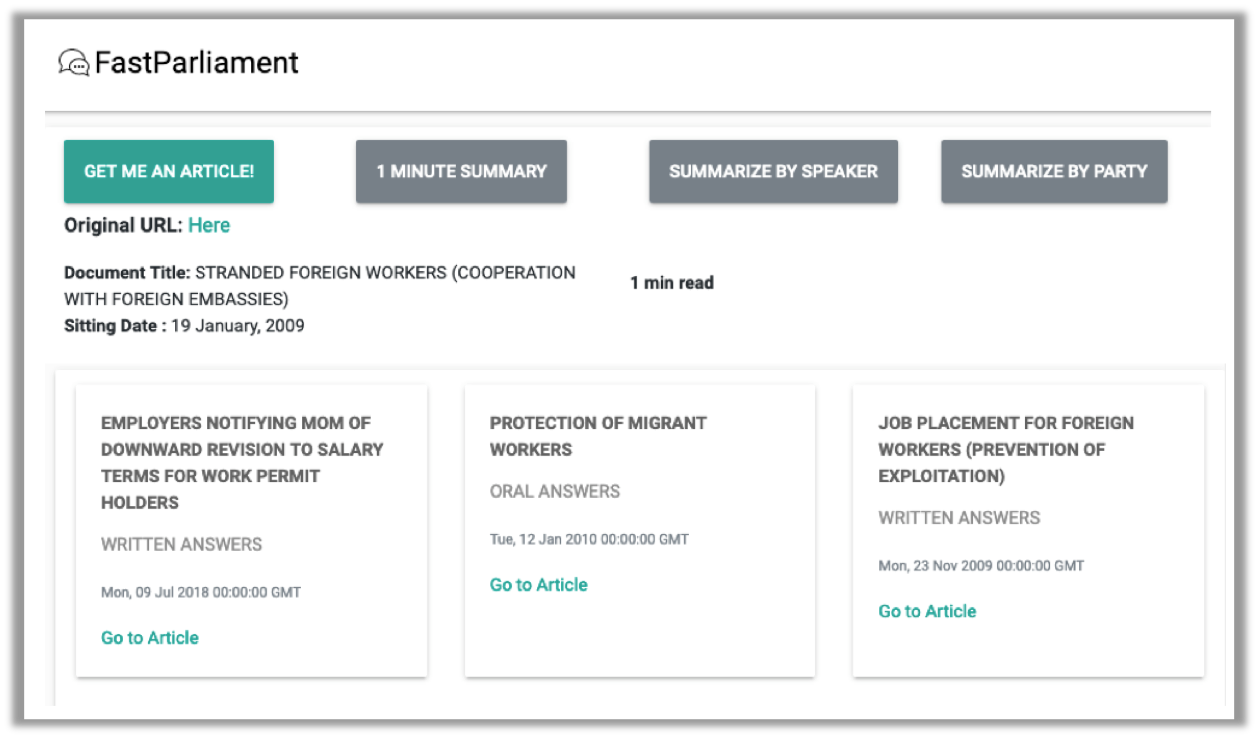 FastParliament
GET ME AN ARTICLE!
1 MINUTE SUMMARY
SUMMARIZE BY SPEAKER
SUMMARIZE BY PARTY
Original URL: Here
Document Title: STRANDED FOREIGN WORKERS (COOPERATION
WITH FOREIGN EMBASSIES)
Sitting Date : 19 January, 2009
1 min read
EMPLOYERS NOTIFYING MOM OF
DOWNWARD REVISION TO SALARY
TERMS FOR WORK PERMIT
HOLDERS
WRITTEN ANSWERS
Mon, 09 Jul 2018 00:00:00 GMT
Go to Article
PROTECTION OF MIGRANT
WORKERS
ORAL ANSWERS
Tue, 12 Jan 2010 00:00:00 GMT
Go to Article
JOB PLACEMENT FOR FOREIGN
WORKERS (PREVENTION OF
EXPLOITATION)
WRITTEN ANSWERS
Mon, 23 Nov 2009 00:00:00 GMT
Go to Article